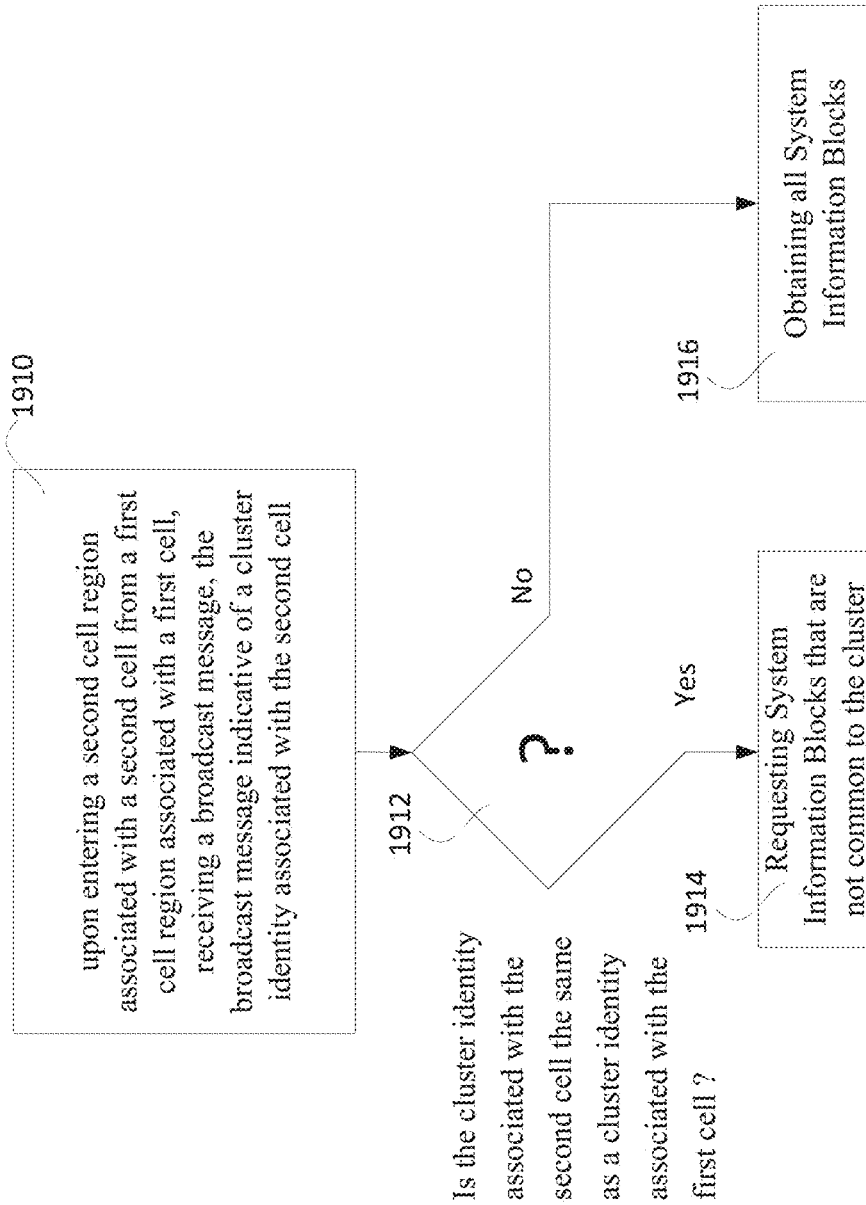 1910
upon entering a second cell region
associated with a second cell from a first
cell region associated with a first cell,
receiving a broadcast message, the
broadcast message indicative of a cluster
identity associated with the second cell
1912
?
Is the cluster identity
associated with the
second cell the same
as a cluster identity
associated with the
first cell ?
No
Yes
1914
Requesting System
Information Blocks that are
not common to the cluster
1916
Obtaining all System
Information Blocks